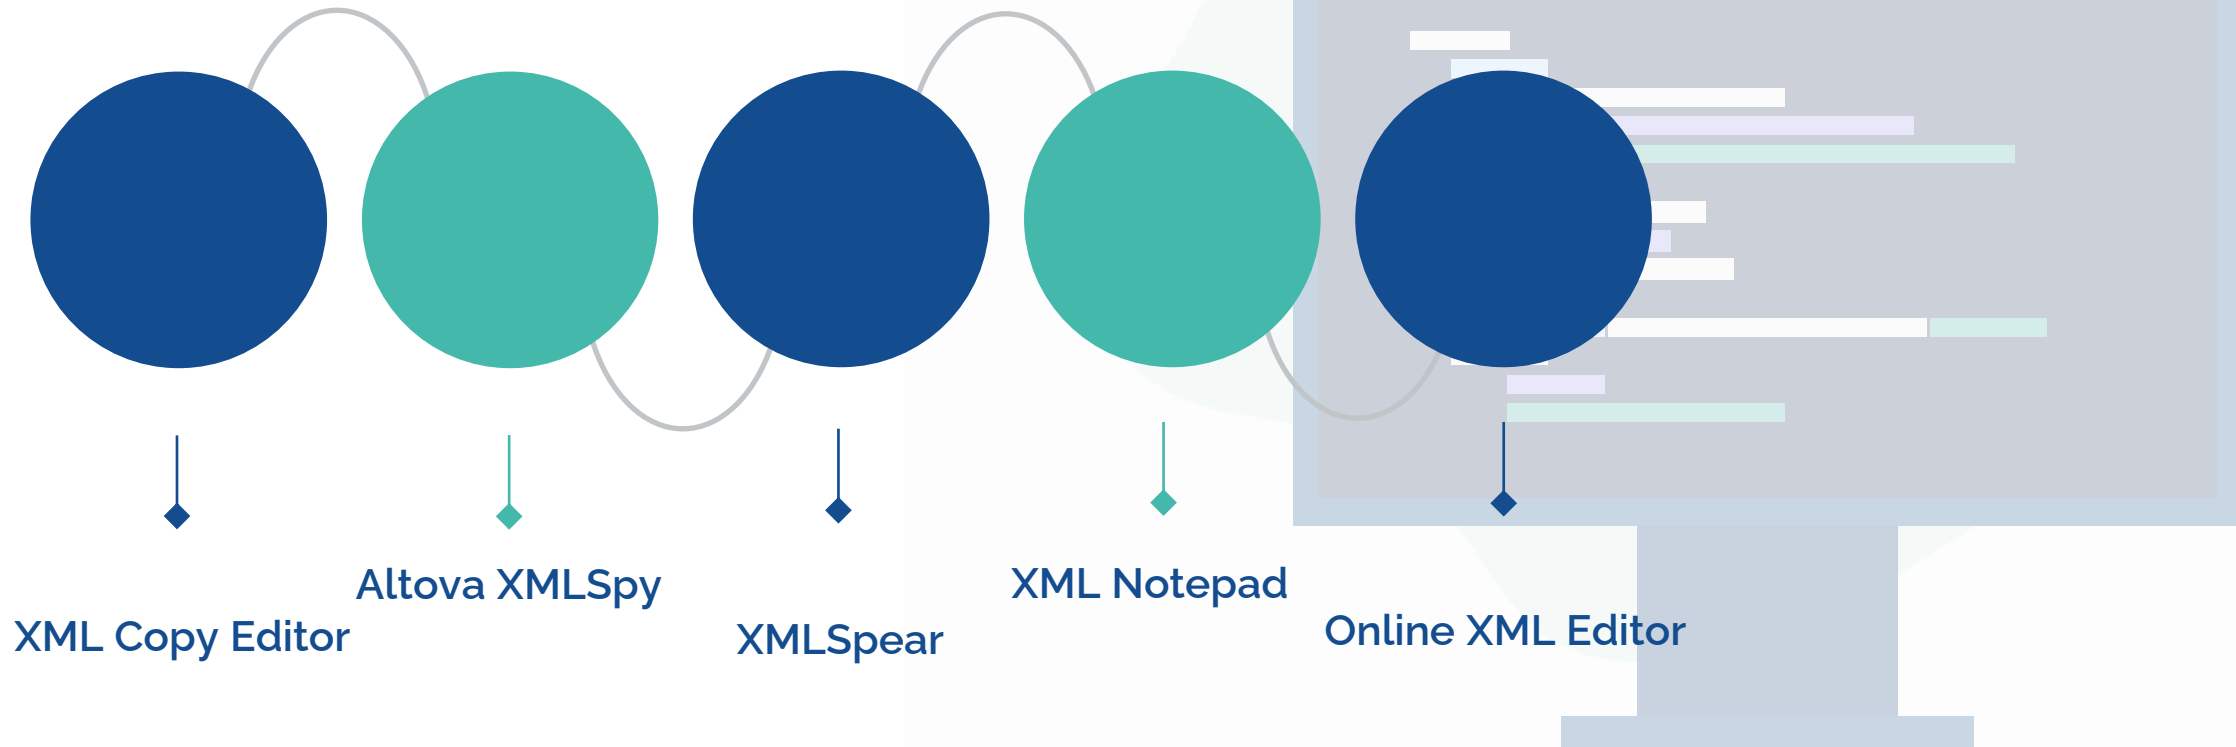 XML Copy Editor
Altova XMLSpy
XMLSpear
XML Notepad
Online XML Editor